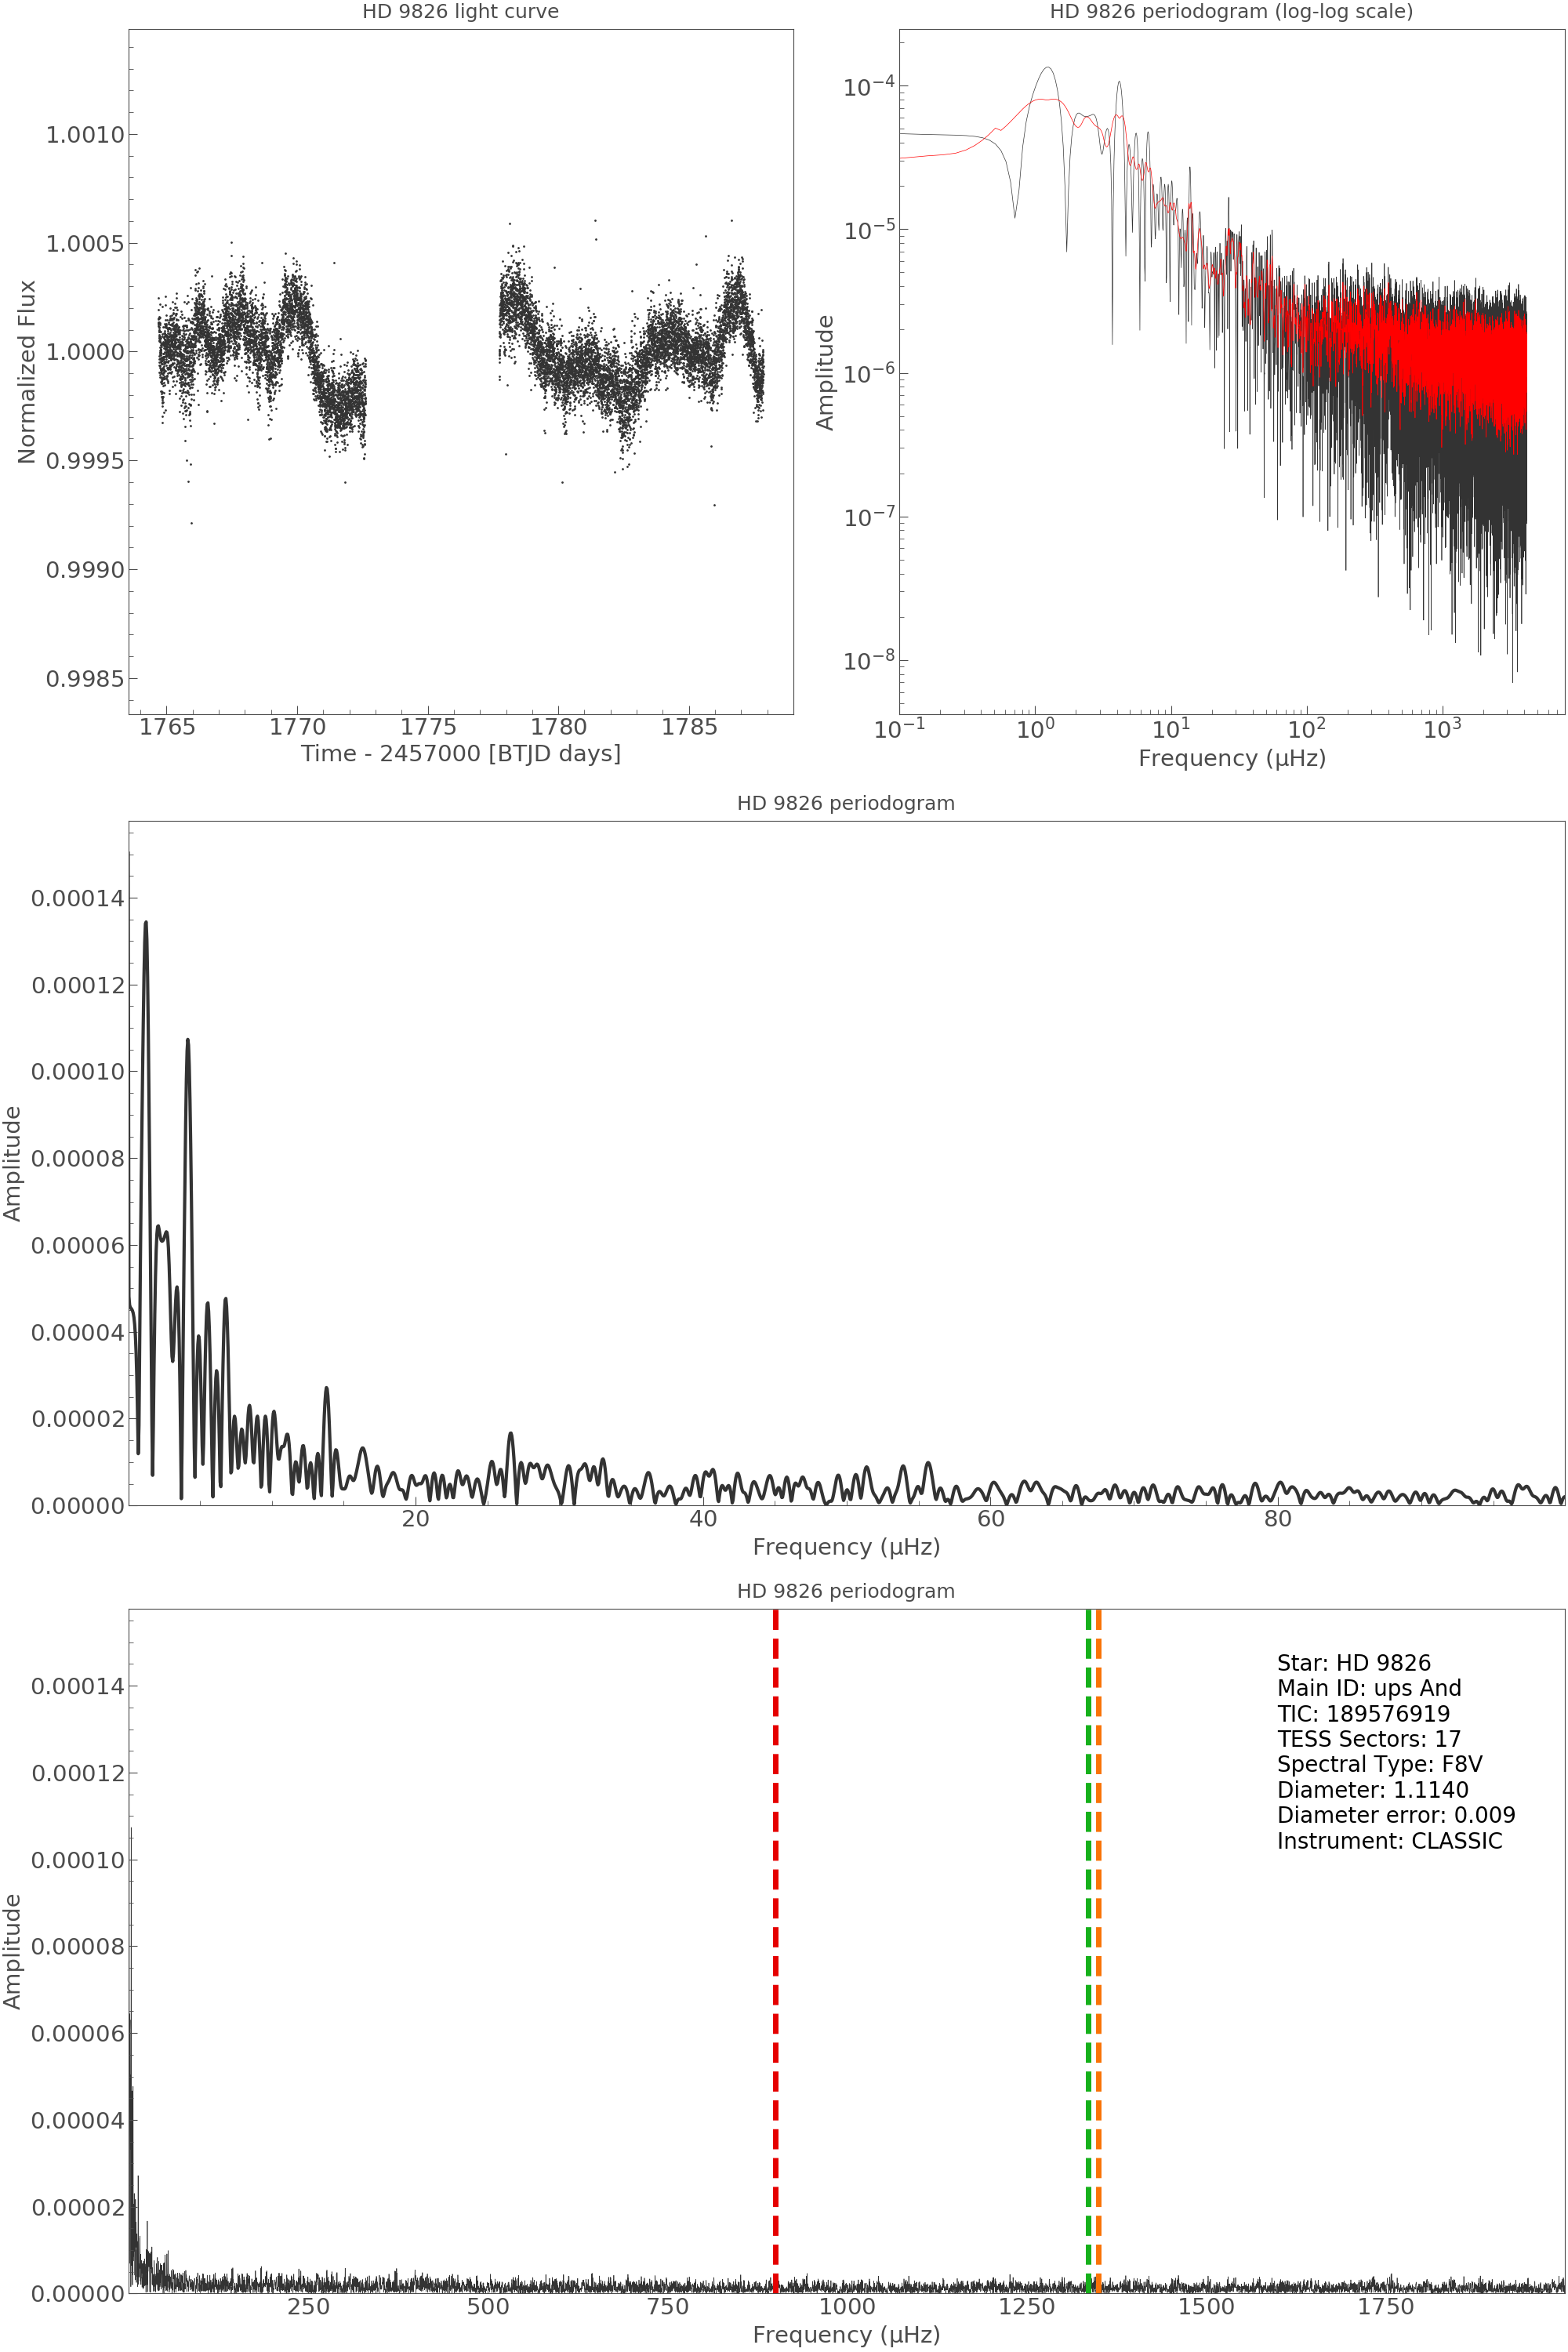 HD 9826 light curve
Normalized Flux
1.0010
1.0005
1.0000
0.9995
0.9990
0.9985
1765 1770 1775 1780 1785
Time - 2457000 [BTJD days]
HD 9826 periodogram (log-log scale)
Amplitude
10⁻⁴
10⁻⁵
10⁻⁶
10⁻⁷
10⁻⁸
10⁻¹ 10⁰ 10¹ 10² 10³
Frequency (μHz)
HD 9826 periodogram
Amplitude
0.00014
0.00012
0.00010
0.00008
0.00006
0.00004
0.00002
0.00000
20 40 60 80
Frequency (μHz)
HD 9826 periodogram
Amplitude
0.00014
0.00012
0.00010
0.00008
0.00006
0.00004
0.00002
0.00000
Star: HD 9826
Main ID: ups And
TIC: 189576919
TESS Sectors: 17
Spectral Type: F8V
Diameter: 1.1140
Diameter error: 0.009
Instrument: CLASSIC
250 500 750 1000 1250 1500 1750
Frequency (μHz)